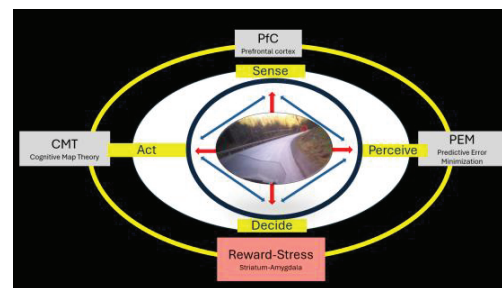 PfC
Prefrontal cortex
Sense
CMT
Cognitive Map Theory
Act
Perceive
PEM
Predictive Error
Minimization
Decide
Reward-Stress
Striatum-Amygdala